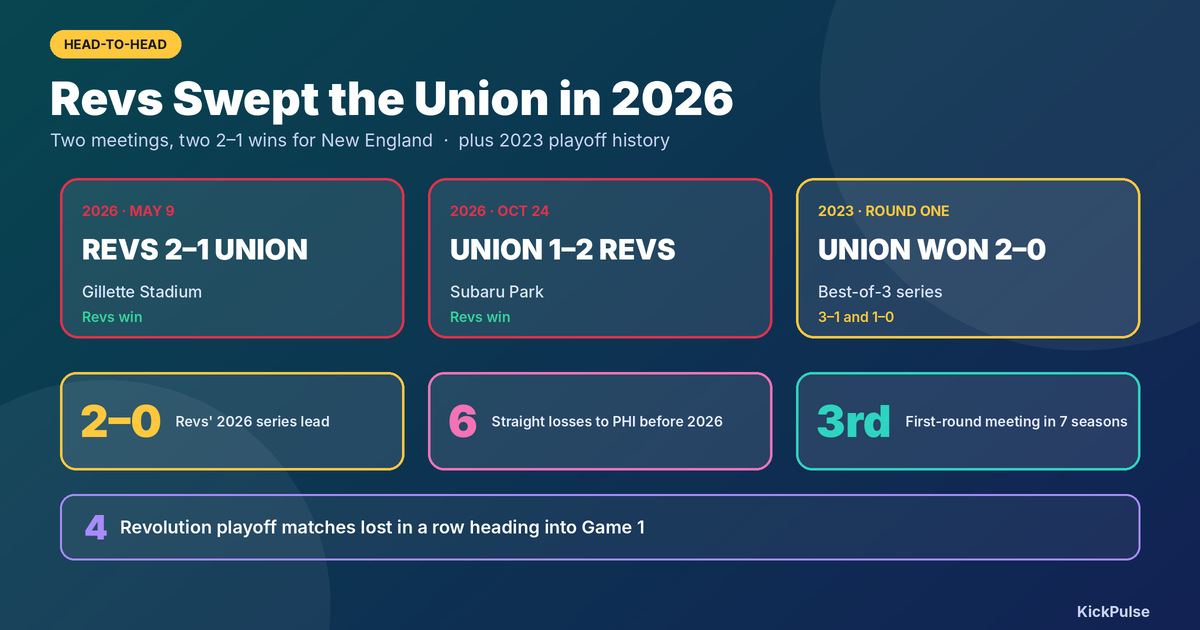 HEAD-TO-HEAD
Revs Swept the Union in 2026
Two meetings, two 2–1 wins for New England · plus 2023 playoff history
2026 · MAY 9
REVS 2–1 UNION
Gillette Stadium
Revs win
2026 · OCT 24
UNION 1–2 REVS
Subaru Park
Revs win
2023 · ROUND ONE
UNION WON 2–0
Best-of-3 series
3–1 and 1–0
2–0 Revs' 2026 series lead
6 Straight losses to PHI before 2026
3rd First-round meeting in 7 seasons
4 Revolution playoff matches lost in a row heading into Game 1
KickPulse